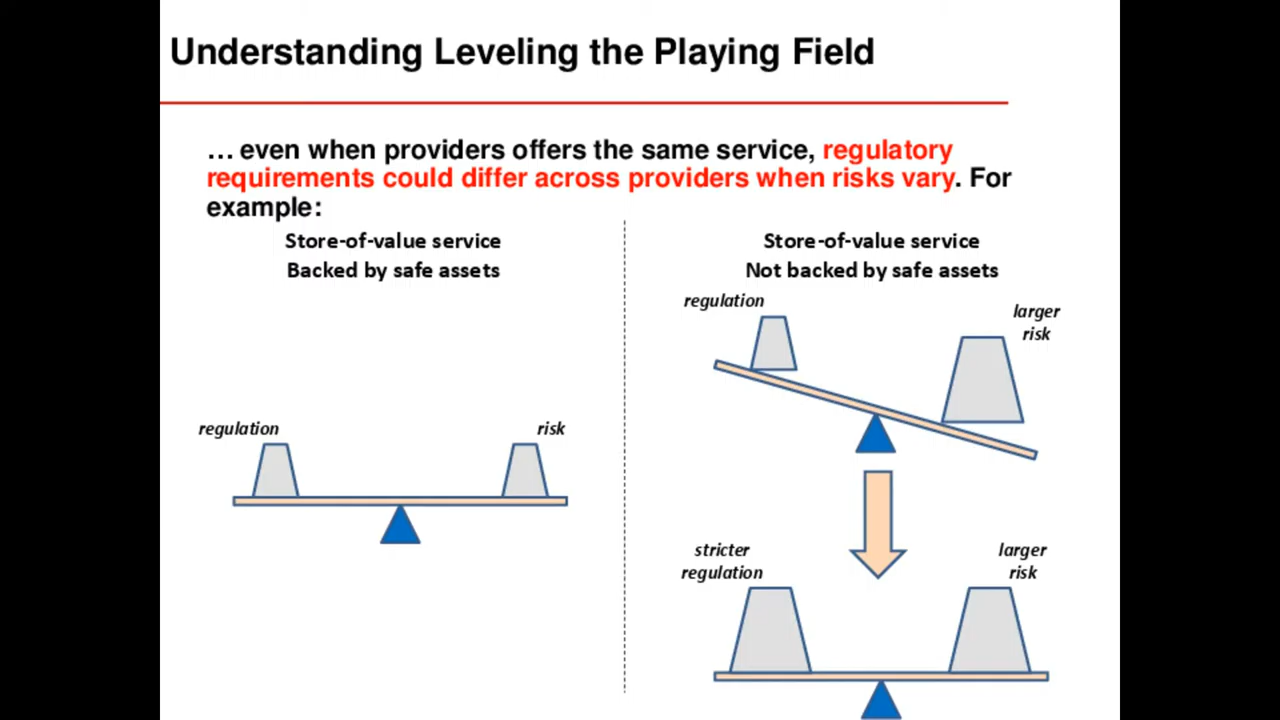 Understanding Leveling the Playing Field
… even when providers offers the same service, regulatory
requirements could differ across providers when risks vary. For
example:
Store-of-value service
Backed by safe assets
regulation
risk
Store-of-value service
Not backed by safe assets
regulation
larger
risk
stricter
regulation
larger
risk